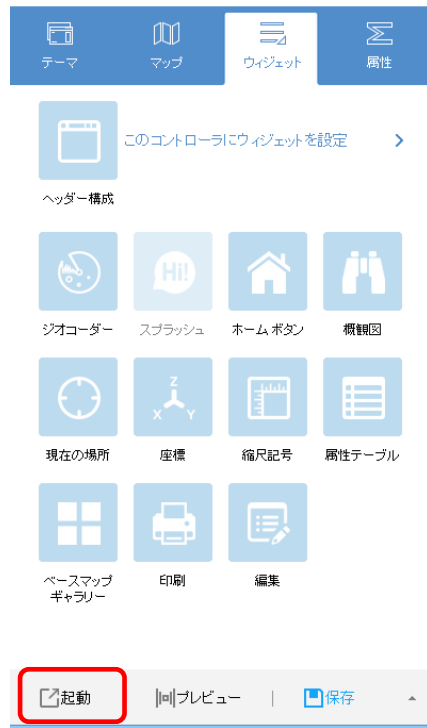 テーマ マップ ウィジェット 属性
このコントローラにウィジェットを設定
ヘッダー構成
Hi!
ジオコーダー スプラッシュ ホーム ボタン 概観図
Z
X Y
現在の場所 座標 縮尺記号 属性テーブル
ベースマップ 印刷 編集
ギャラリー
起動 プレビュー | 保存